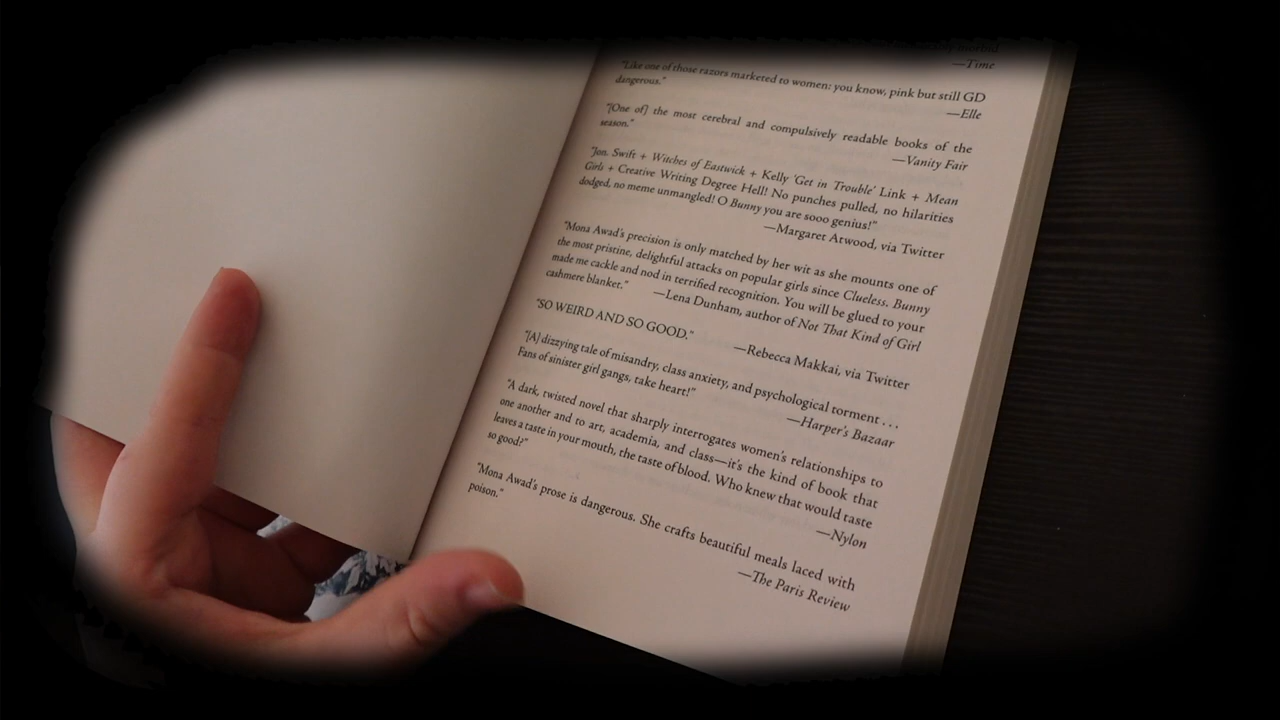 morbid
—Time
"Like one of those razors marketed to women: you know, pink but still GD
dangerous."
—Elle
"[One of] the most cerebral and compulsively readable books of the
season."
—Vanity Fair
"Jon. Swift + Witches of Eastwick + Kelly 'Get in Trouble' Link + Mean
Girls + Creative Writing Degree Hell! No punches pulled, no hilarities
dodged, no meme unmangled! O Bunny you are sooo genius!"
—Margaret Atwood, via Twitter
"Mona Awad's precision is only matched by her wit as she mounts one of
the most pristine, delightful attacks on popular girls since Clueless. Bunny
made me cackle and nod in terrified recognition. You will be glued to your
cashmere blanket."
—Lena Dunham, author of Not That Kind of Girl
"SO WEIRD AND SO GOOD."
—Rebecca Makkai, via Twitter
"[A] dizzying tale of misandry, class anxiety, and psychological torment . . .
Fans of sinister girl gangs, take heart!"
—Harper's Bazaar
"A dark, twisted novel that sharply interrogates women's relationships to
one another and to art, academia, and class—it's the kind of book that
leaves a taste in your mouth, the taste of blood. Who knew that would taste
so good?"
—Nylon
"Mona Awad's prose is dangerous. She crafts beautiful meals laced with
poison."
—The Paris Review